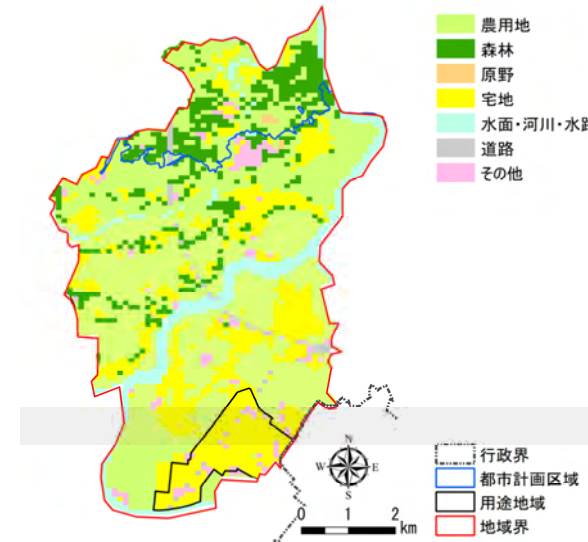 農用地
森林
原野
宅地
水面・河川・水路
道路
その他
N
W E
S
行政界
都市計画区域
用途地域
地域界
0 1 2
km